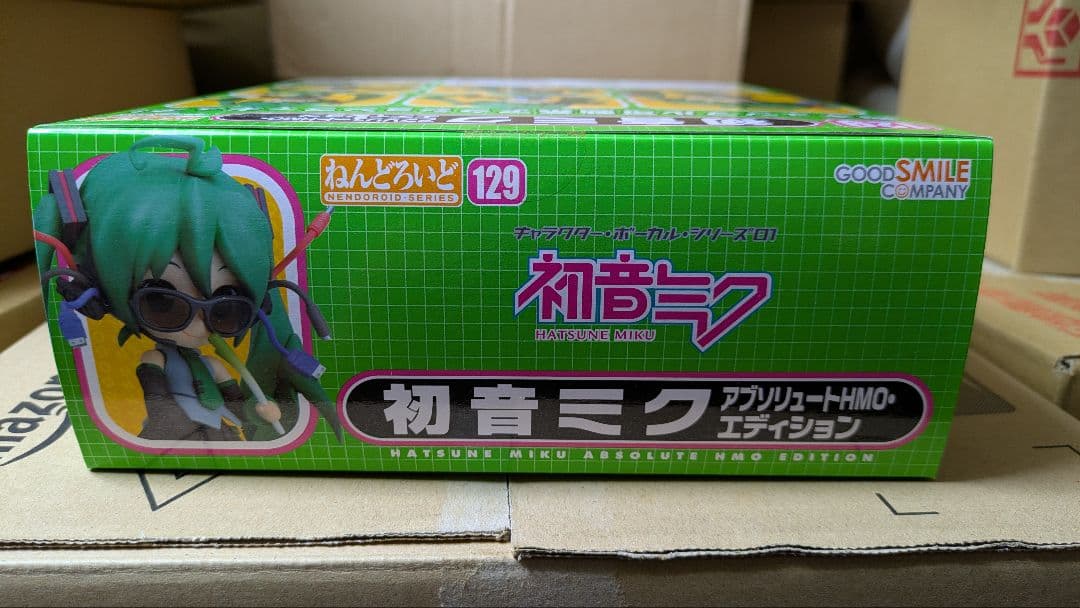 ねんどろいど
NENDOROID·SERIES
129
GOOD SMILE
COMPANY
キャラクター・ボーカル・シリーズ01
初音ミク
HATSUNE MIKU
初音ミク
アブソリュートHMO・
エディション
HATSUNE MIKU ABSOLUTE HMO EDITION
amazon